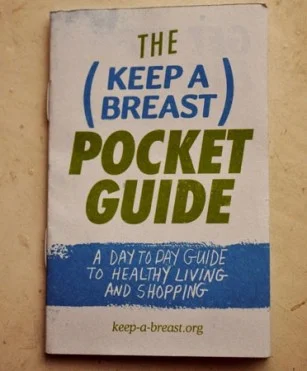 THE
(KEEP A
BREAST)
POCKET
GUIDE
A DAY TO DAY GUIDE
TO HEALTHY LIVING
AND SHOPPING
keep-a-breast.org